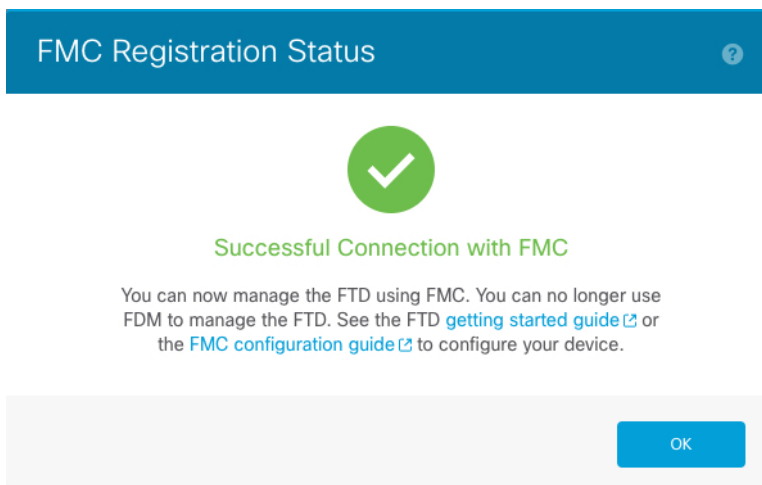 FMC Registration Status
?
Successful Connection with FMC
You can now manage the FTD using FMC. You can no longer use
FDM to manage the FTD. See the FTD getting started guide or
the FMC configuration guide to configure your device.
OK